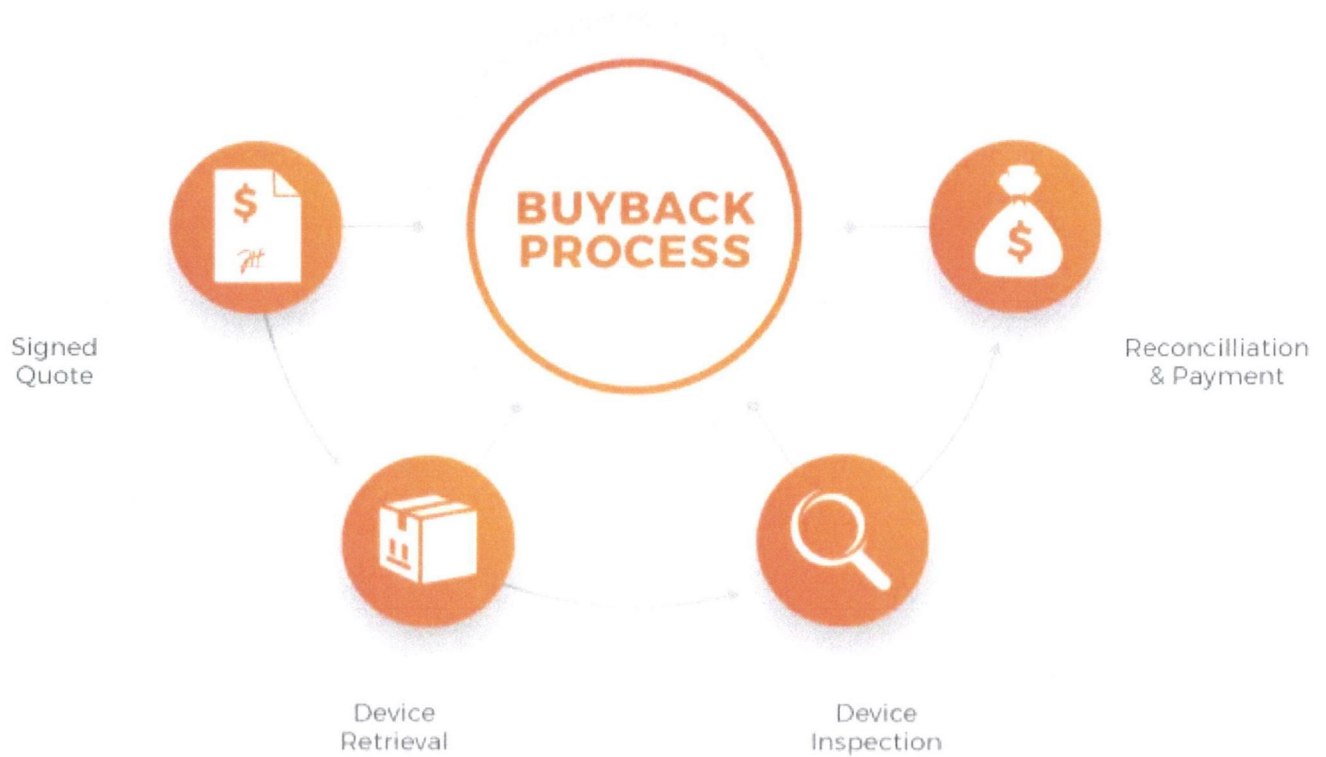 BUYBACK
PROCESS
$
$
Signed
Quote
Reconcilliation
& Payment
Device
Retrieval
Device
Inspection